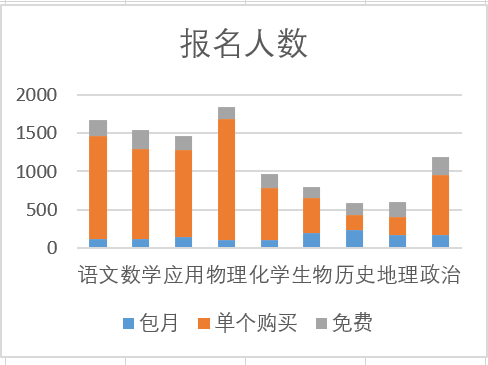 报名人数
2000
1500
1000
500
0
语文 数学 应用 物理 化学 生物 历史 地理 政治
包月 单个购买 免费